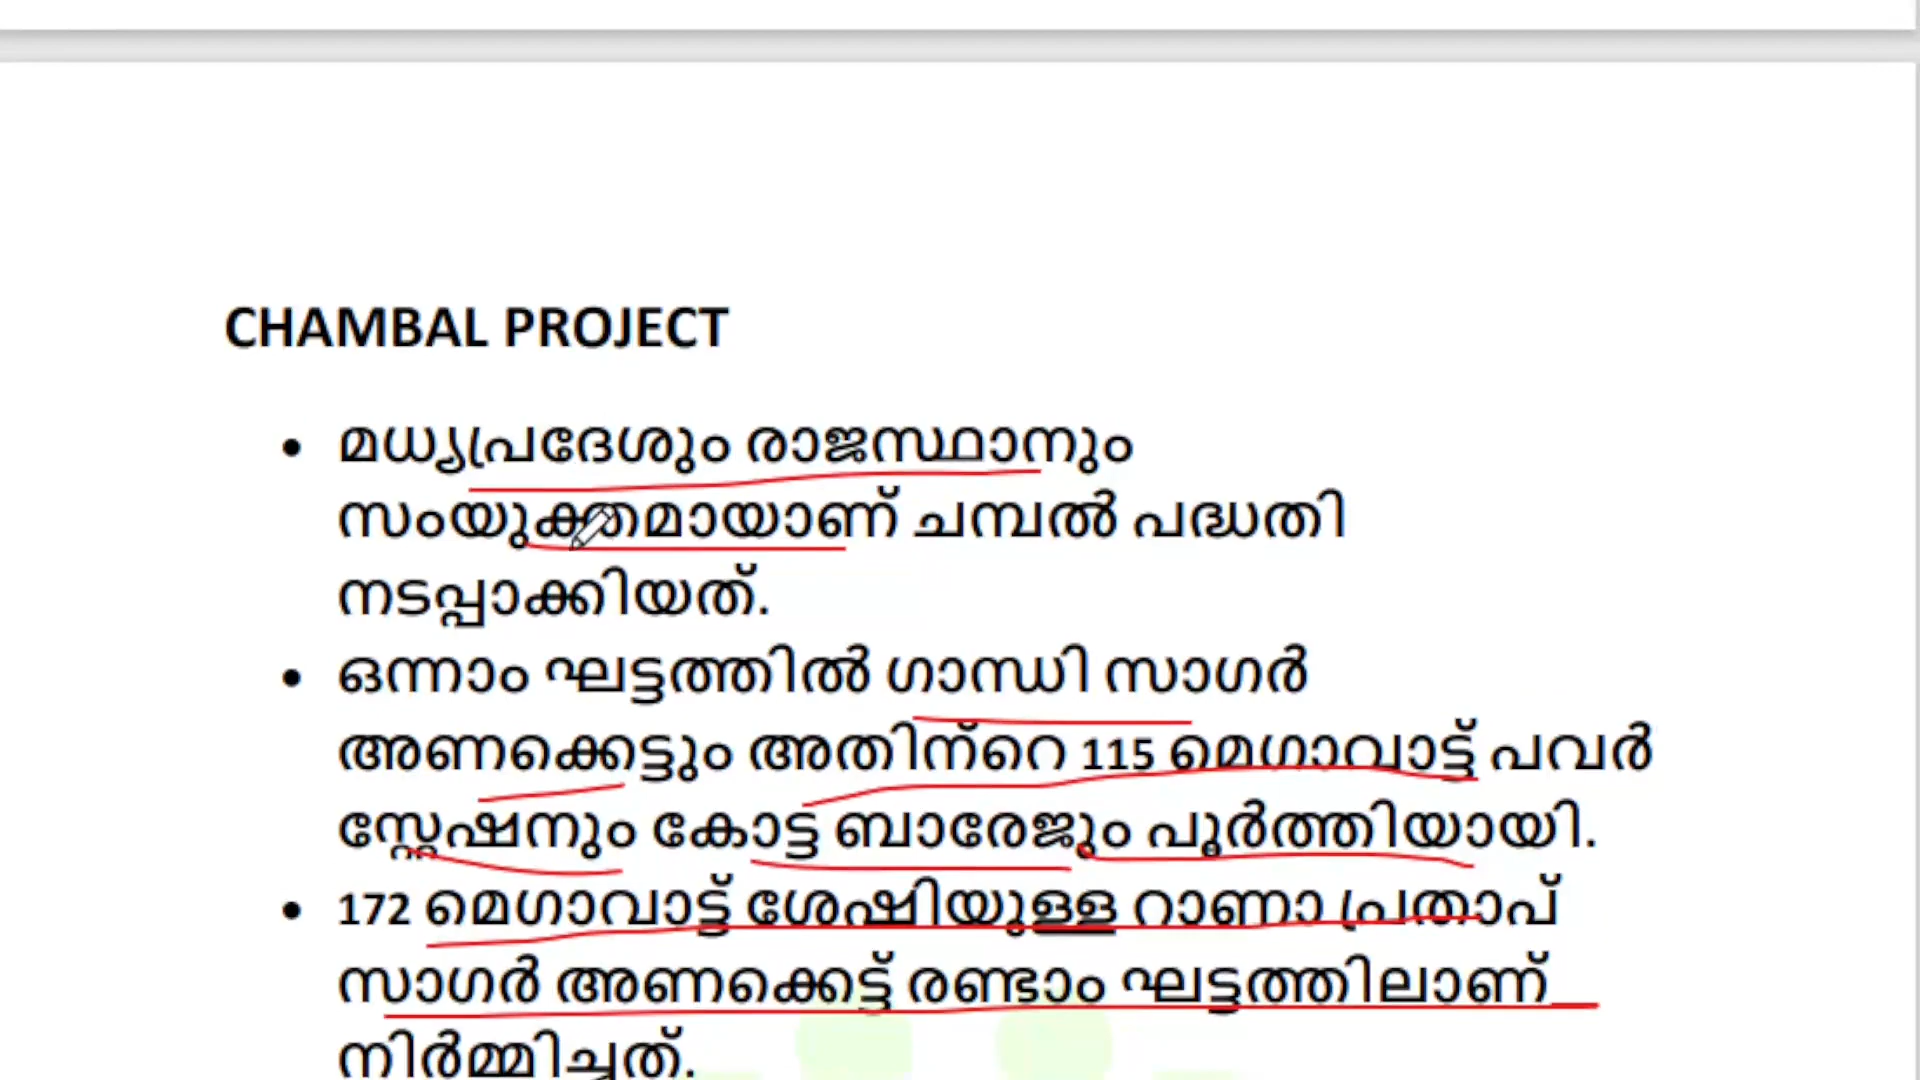 CHAMBAL PROJECT
• മധ്യപ്രദേശും രാജസ്ഥാനും
സംയുക്തമായാണ് ചമ്പൽ പദ്ധതി
നടപ്പാക്കിയത്.
• ഒന്നാം ഘട്ടത്തിൽ ഗാന്ധി സാഗർ
അണക്കെട്ടും അതിന്റെ 115 മെഗാവാട്ട് പവർ
സ്റ്റേഷനും കോട്ട ബാരേജും പൂർത്തിയായി.
• 172 മെഗാവാട്ട് ശേഷിയുള്ള റാണാ പ്രതാപ്
സാഗർ അണക്കെട്ട് രണ്ടാം ഘട്ടത്തിലാണ്
നിർമ്മിച്ചത്.